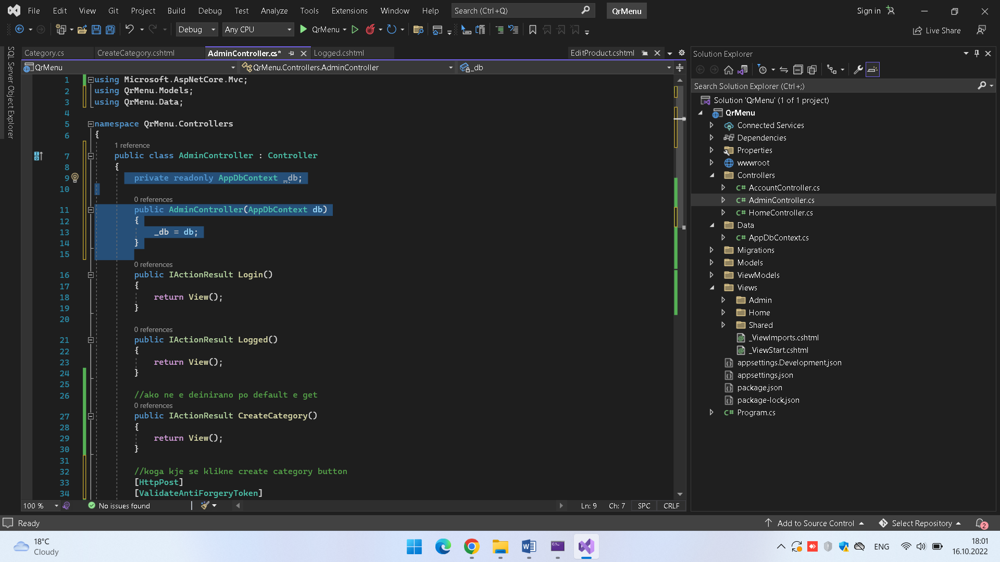 File Edit View Git Project Build Debug Test Analyze Tools Extensions Window Help Search (Ctrl+Q) QrMenu Sign in
Debug Any CPU QrMenu Live Share
SQL Server Object Explorer
Category.cs CreateCategory.cshtml AdminController.cs* Logged.cshtml EditProduct.cshtml
QrMenu QrMenu.Controllers.AdminController _db
1 using Microsoft.AspNetCore.Mvc;
2 using QrMenu.Models;
3 using QrMenu.Data;
4
5 namespace QrMenu.Controllers
6 {
1 reference
7 public class AdminController : Controller
8 {
9 private readonly AppDbContext _db;
10
0 references
11 public AdminController(AppDbContext db)
12 {
13 _db = db;
14 }
15
0 references
16 public IActionResult Login()
17 {
18 return View();
19 }
20
0 references
21 public IActionResult Logged()
22 {
23 return View();
24 }
25
26 //ako ne e deinirano po default e get
0 references
27 public IActionResult CreateCategory()
28 {
29 return View();
30 }
31
32 //koga kje se klikne create category button
33 [HttpPost]
34 [ValidateAntiForgeryToken]
100 % No issues found Ln: 9 Ch: 7 SPC CRLF
Solution Explorer
Search Solution Explorer (Ctrl+;)
Solution 'QrMenu' (1 of 1 project)
QrMenu
Connected Services
Dependencies
Properties
wwwroot
Controllers
C# AccountController.cs
C# AdminController.cs
C# HomeController.cs
Data
C# AppDbContext.cs
Migrations
Models
ViewModels
Views
Admin
Home
Shared
_ViewImports.cshtml
_ViewStart.cshtml
appsettings.Development.json
appsettings.json
package.json
package-lock.json
C# Program.cs
Ready Add to Source Control Select Repository 2
18°C
Cloudy
ENG
18:01
16.10.2022